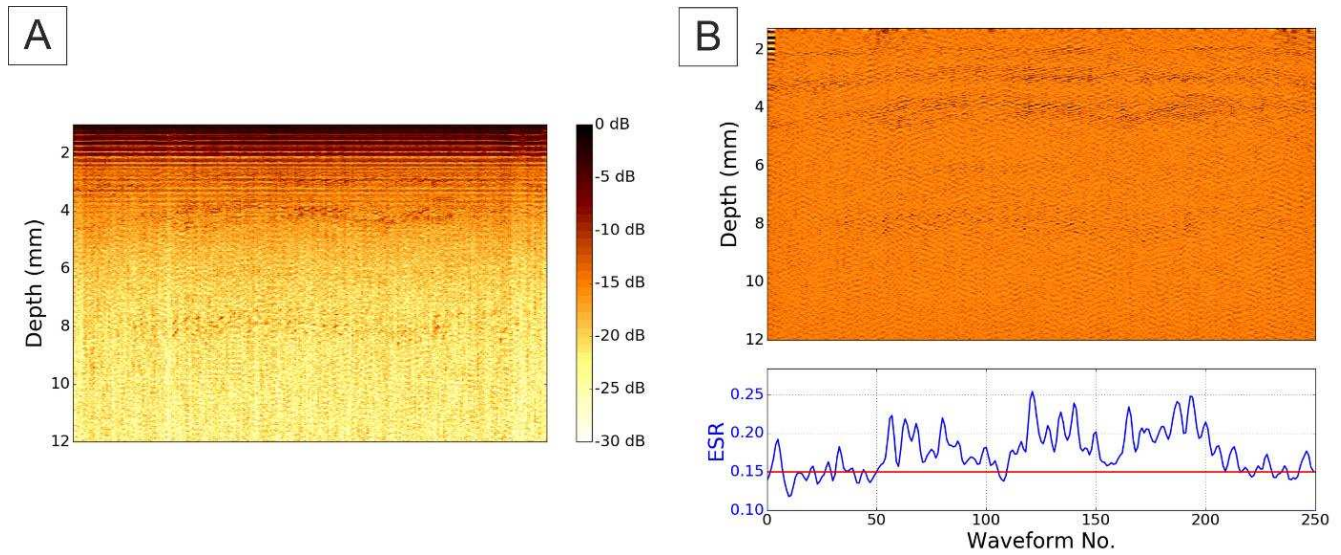 A
2
4
6
8
10
12
Depth (mm)
0 dB
-5 dB
-10 dB
-15 dB
-20 dB
-25 dB
-30 dB
B
2
4
6
8
10
12
Depth (mm)
0.25
0.20
0.15
0.10
ESR
0 50 100 150 200 250
Waveform No.